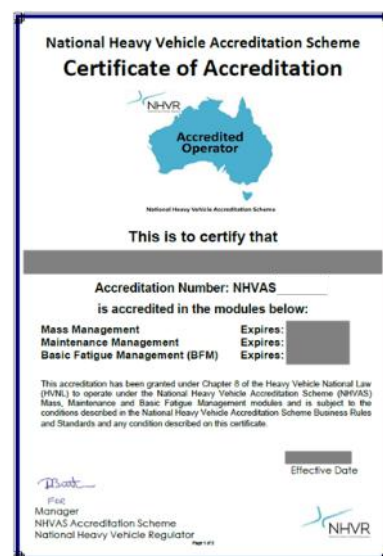 National Heavy Vehicle Accreditation Scheme
Certificate of Accreditation
NHVR
Accredited
Operator
National Heavy Vehicle Accreditation Scheme
This is to certify that
Accreditation Number: NHVAS_______
is accredited in the modules below:
Mass Management Expires:
Maintenance Management Expires:
Basic Fatigue Management (BFM) Expires:
This accreditation has been granted under Chapter 8 of the Heavy Vehicle National Law
(HVNL) to operate under the National Heavy Vehicle Accreditation Scheme (NHVAS)
Mass, Maintenance and Basic Fatigue Management modules and is subject to the
conditions described in the National Heavy Vehicle Accreditation Scheme Business Rules
and Standards and any condition described on this certificate.
Effective Date
FOR
Manager
NHVAS Accreditation Scheme
National Heavy Vehicle Regulator
NHVR